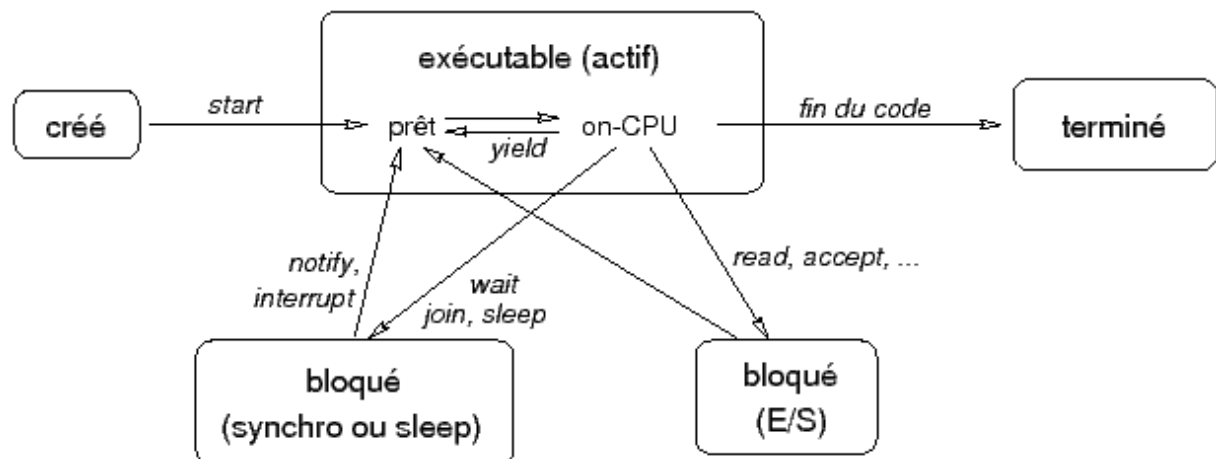 exécutable (actif)
créé
start
prêt
on-CPU
yield
fin du code
terminé
notify,
interrupt
wait
join, sleep
read, accept, ...
bloqué
(synchro ou sleep)
bloqué
(E/S)